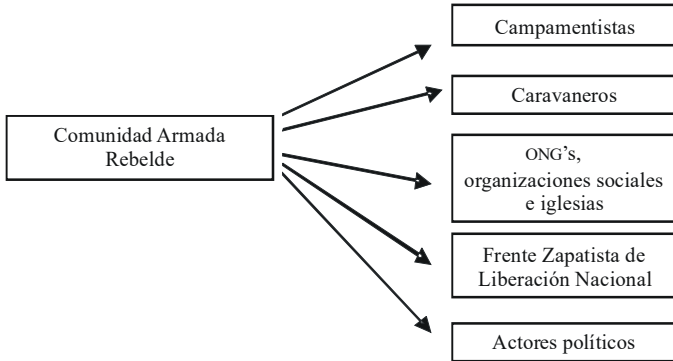 Campamentistas
Caravaneros
Comunidad Armada
Rebelde
ONG's,
organizaciones sociales
e iglesias
Frente Zapatista de
Liberación Nacional
Actores políticos